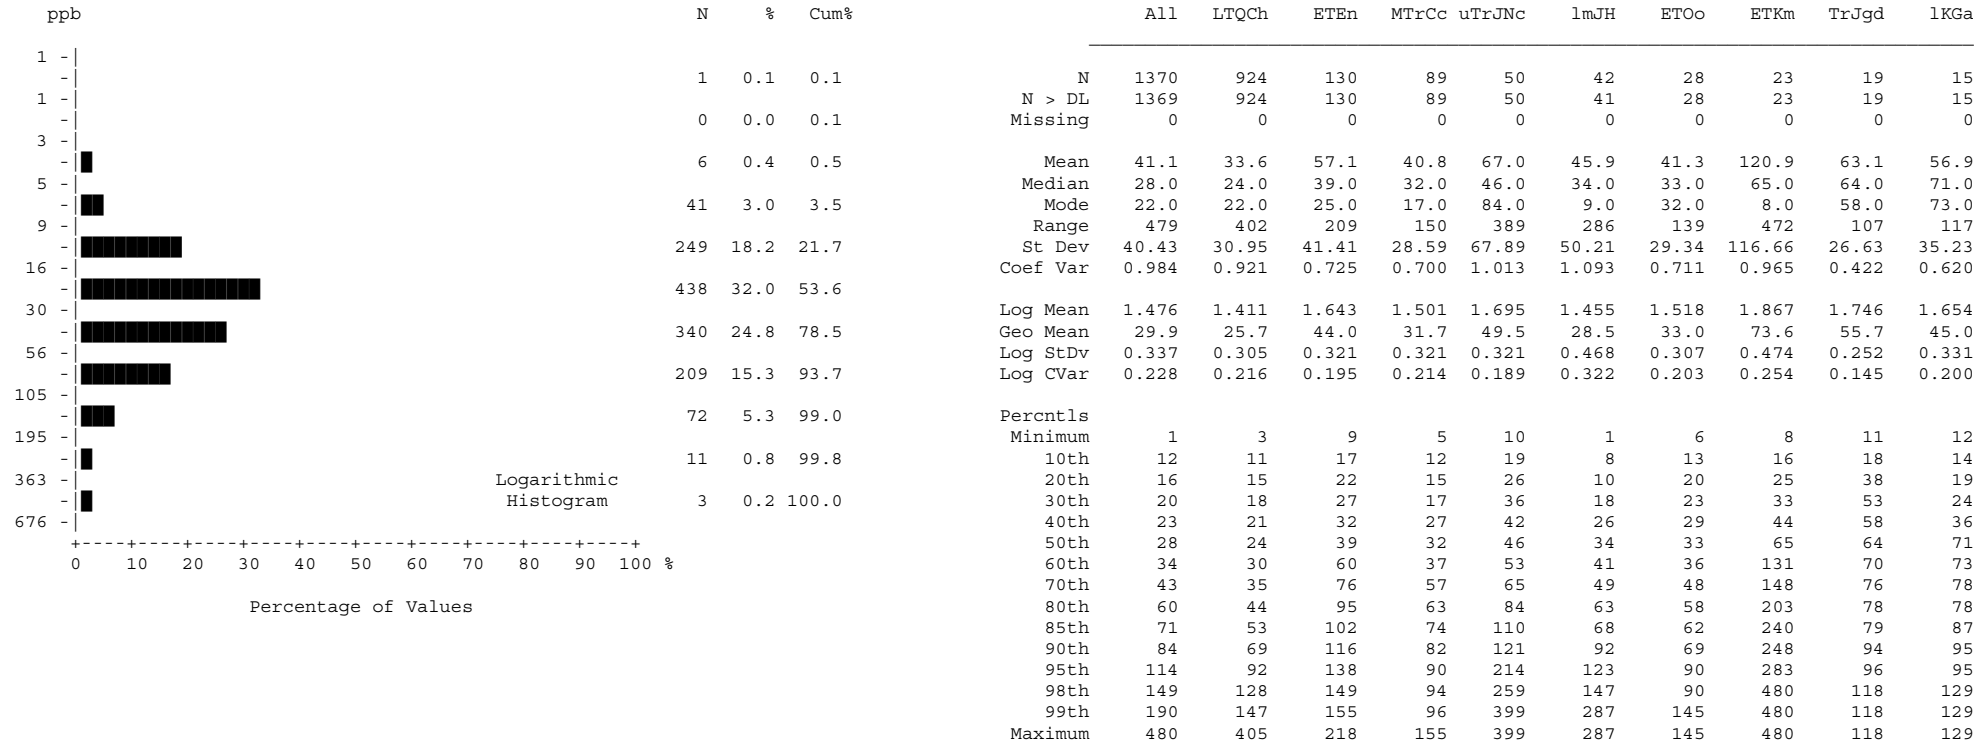 ppb N % Cum% All LTQCh ETEn MTrCc uTrJNc lmJH ETOo ETKm TrJgd lKGa
1 -|
-| 1 0.1 0.1 N 1370 924 130 89 50 42 28 23 19 15
1 -| N > DL 1369 924 130 89 50 41 28 23 19 15
-| 0 0.0 0.1 Missing 0 0 0 0 0 0 0 0 0 0
3 -|
-| 6 0.4 0.5 Mean 41.1 33.6 57.1 40.8 67.0 45.9 41.3 120.9 63.1 56.9
5 -| Median 28.0 24.0 39.0 32.0 46.0 34.0 33.0 65.0 64.0 71.0
-| 41 3.0 3.5 Mode 22.0 22.0 25.0 17.0 84.0 9.0 32.0 8.0 58.0 73.0
9 -| Range 479 402 209 150 389 286 139 472 107 117
-| 249 18.2 21.7 St Dev 40.43 30.95 41.41 28.59 67.89 50.21 29.34 116.66 26.63 35.23
16 -| Coef Var 0.984 0.921 0.725 0.700 1.013 1.093 0.711 0.965 0.422 0.620
-| 438 32.0 53.6
30 -| Log Mean 1.476 1.411 1.643 1.501 1.695 1.455 1.518 1.867 1.746 1.654
-| 340 24.8 78.5 Geo Mean 29.9 25.7 44.0 31.7 49.5 28.5 33.0 73.6 55.7 45.0
56 -| Log StDv 0.337 0.305 0.321 0.321 0.321 0.468 0.307 0.474 0.252 0.331
-| 209 15.3 93.7 Log CVar 0.228 0.216 0.195 0.214 0.189 0.322 0.203 0.254 0.145 0.200
105 -|
-| 72 5.3 99.0 Percntls
195 -| Minimum 1 3 9 5 10 1 6 8 11 12
-| 11 0.8 99.8 10th 12 11 17 12 19 8 13 16 18 14
363 -| Logarithmic 20th 16 15 22 15 26 10 20 25 38 19
-| Histogram 3 0.2 100.0 30th 20 18 27 17 36 18 23 33 53 24
676 -| 40th 23 21 32 27 42 26 29 44 58 36
+----+----+----+----+----+----+----+----+----+----+
0 10 20 30 40 50 60 70 80 90 100 % 50th 28 24 39 32 46 34 33 65 64 71
60th 34 30 60 37 53 41 36 131 70 73
Percentage of Values 70th 43 35 76 57 65 49 48 148 76 78
80th 60 44 95 63 84 63 58 203 78 78
85th 71 53 102 74 110 68 62 240 79 87
90th 84 69 116 82 121 92 69 248 94 95
95th 114 92 138 90 214 123 90 283 96 95
98th 149 128 149 94 259 147 90 480 118 129
99th 190 147 155 96 399 287 145 480 118 129
Maximum 480 405 218 155 399 287 145 480 118 129